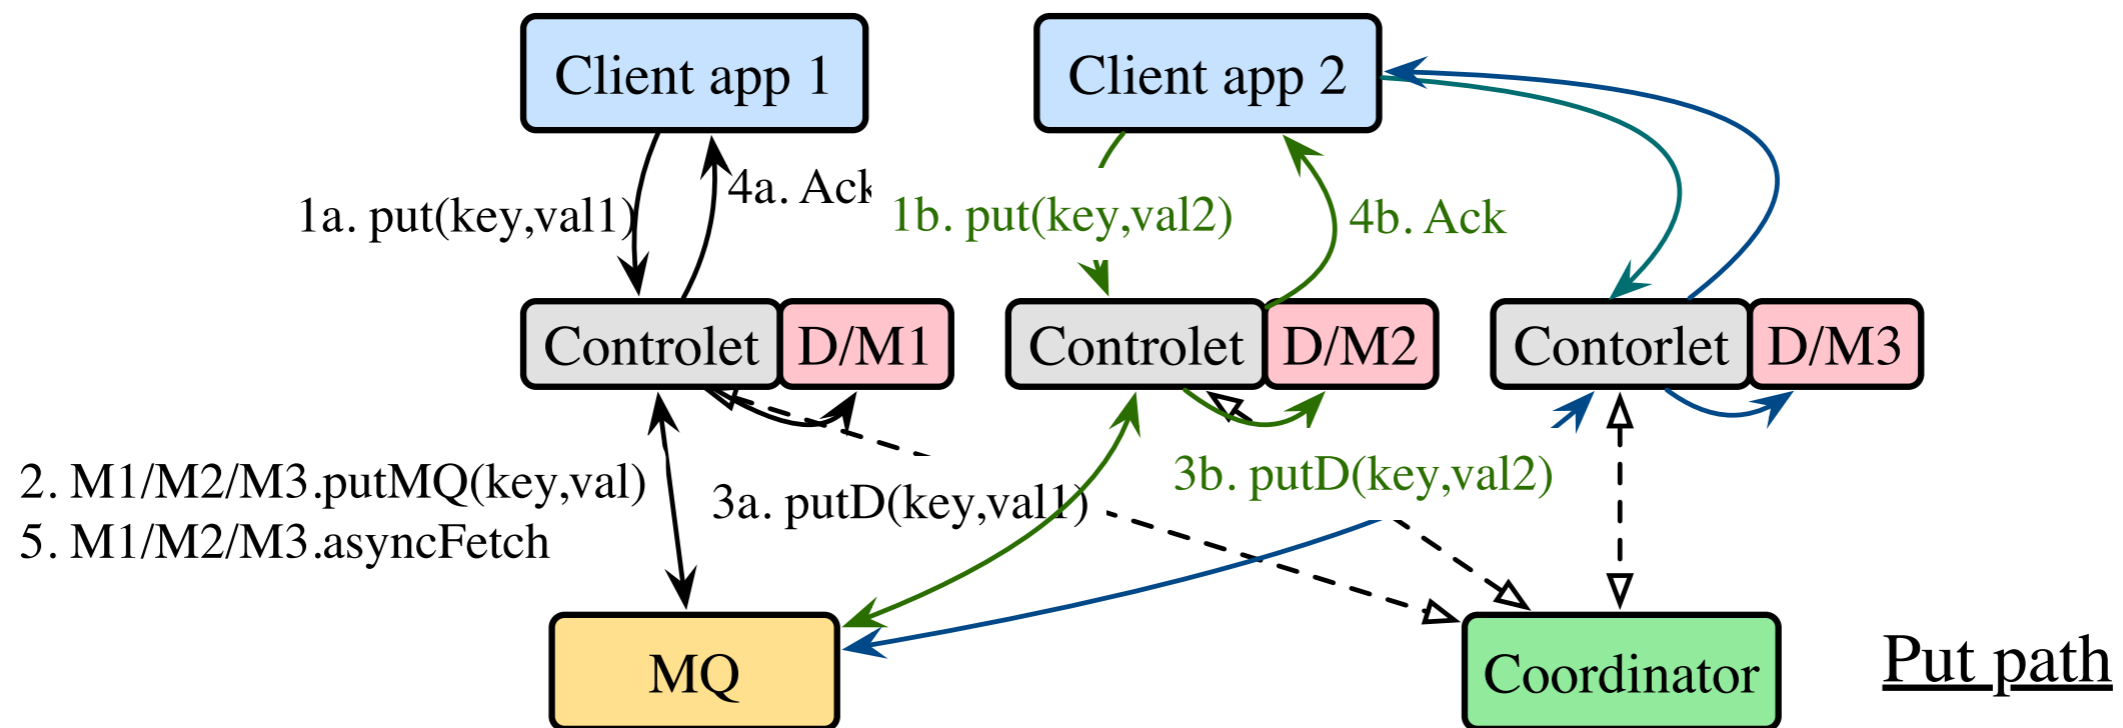 Client app 1
Client app 2
1a. put(key,val1)
4a. Ack
1b. put(key,val2)
4b. Ack
Controlet
D/M1
Controlet
D/M2
Contorlet
D/M3
2. M1/M2/M3.putMQ(key,val)
5. M1/M2/M3.asyncFetch
3a. putD(key,val1)
3b. putD(key,val2)
MQ
Coordinator
Put path